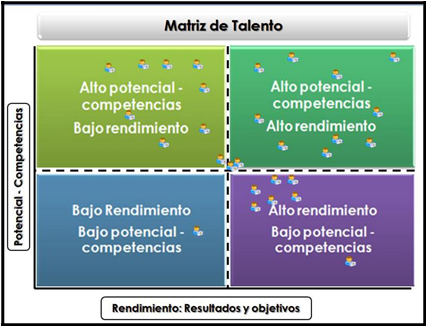 Matriz de Talento
Potencial - Competencias
Alto potencial -
competencias
Bajo rendimiento
Alto potencial -
competencias
Alto rendimiento
Bajo Rendimiento
Bajo potencial -
competencias
Alto rendimiento
Bajo potencial -
competencias
Rendimiento: Resultados y objetivos